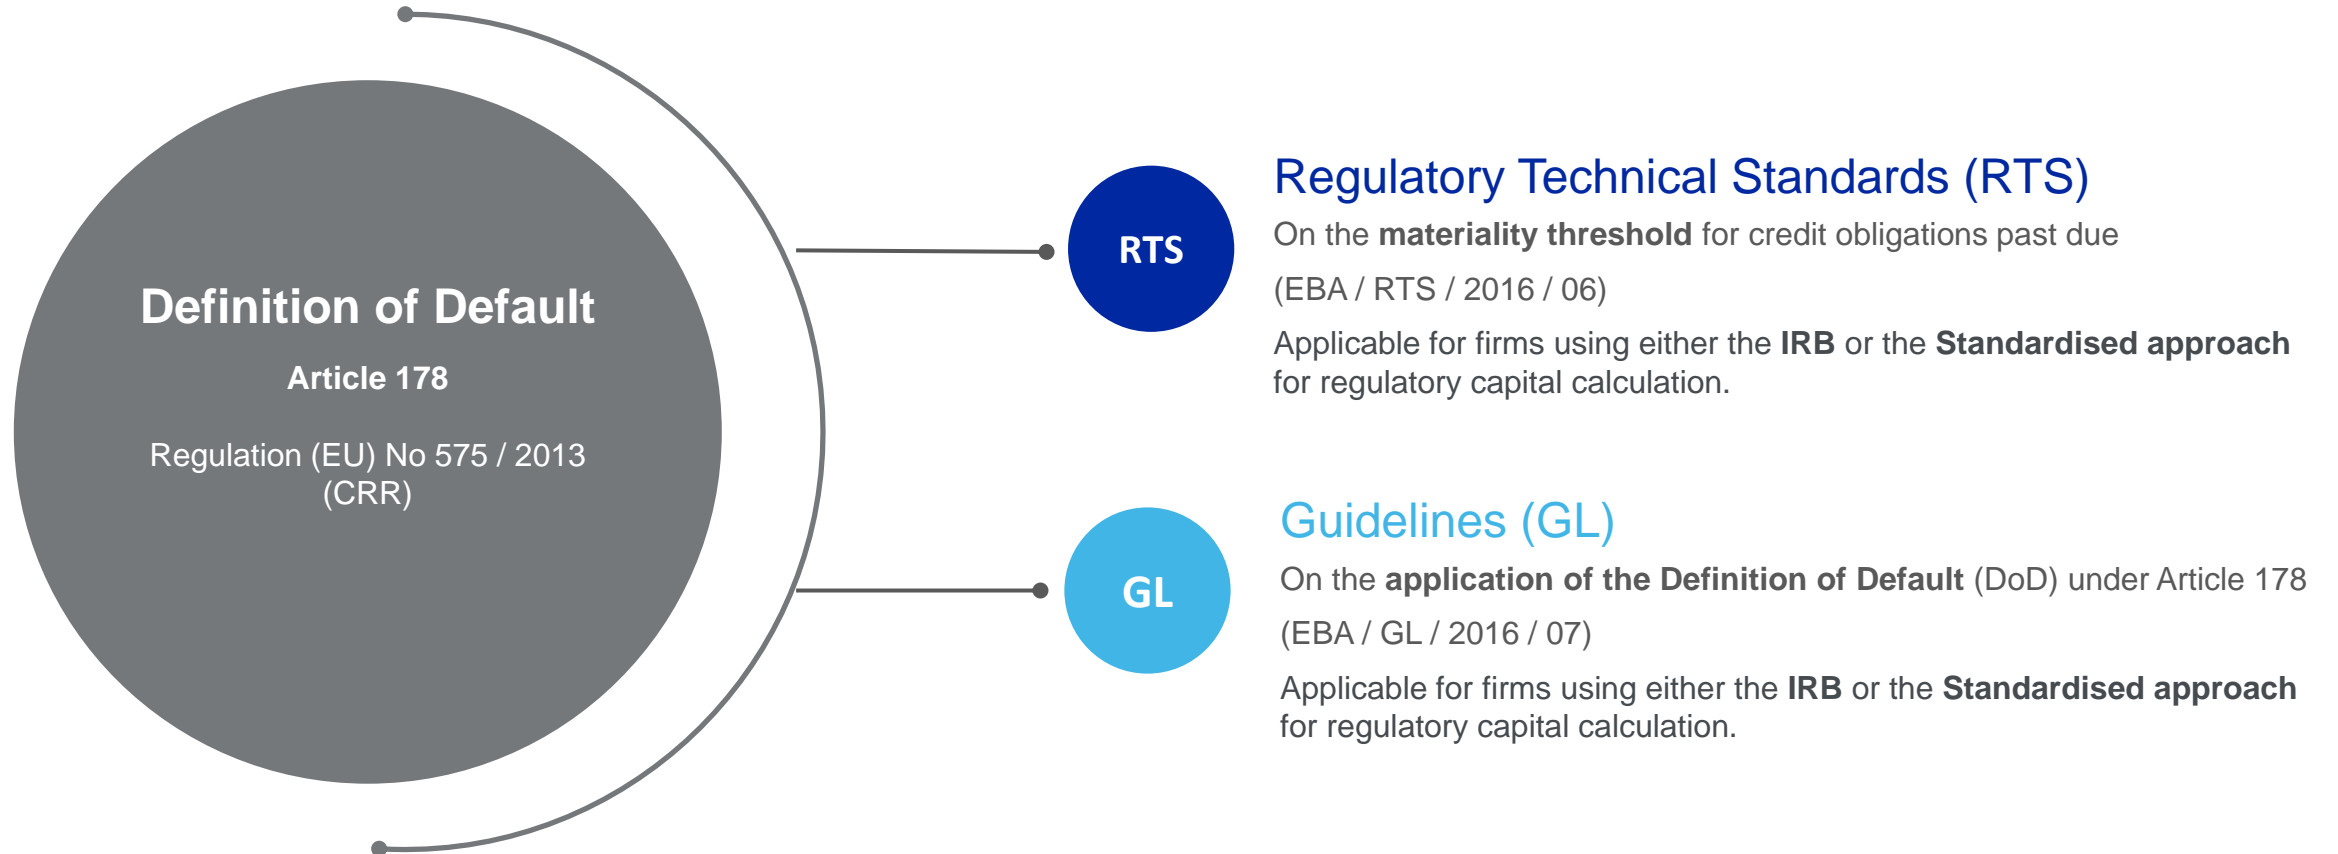 Definition of Default
Article 178
Regulation (EU) No 575 / 2013
(CRR)
RTS
Regulatory Technical Standards (RTS)
On the materiality threshold for credit obligations past due
(EBA / RTS / 2016 / 06)
Applicable for firms using either the IRB or the Standardised approach
for regulatory capital calculation.
GL
Guidelines (GL)
On the application of the Definition of Default (DoD) under Article 178
(EBA / GL / 2016 / 07)
Applicable for firms using either the IRB or the Standardised approach
for regulatory capital calculation.